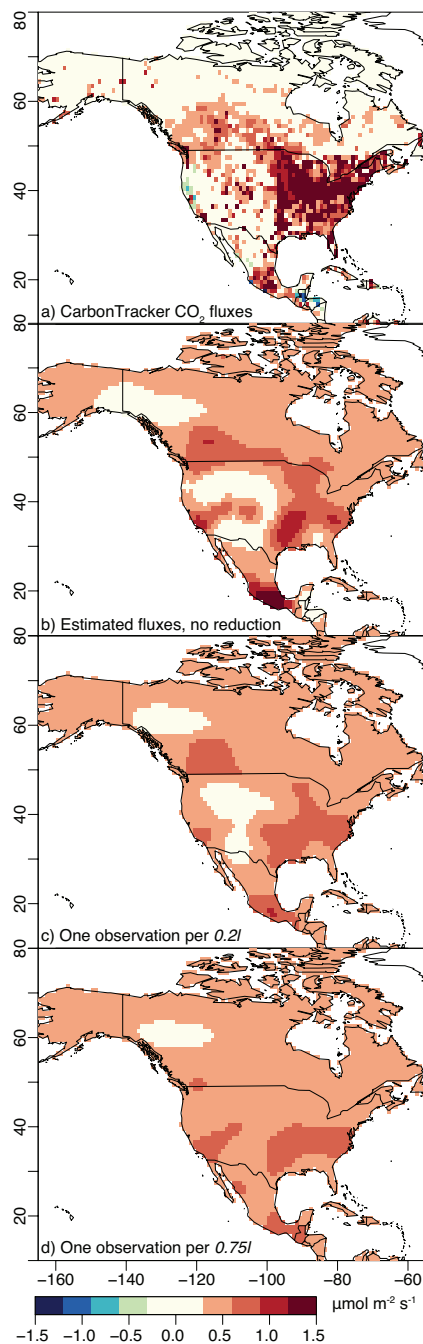 80
60
40
20
a) CarbonTracker CO₂ fluxes
80
60
40
20
b) Estimated fluxes, no reduction
80
60
40
20
c) One observation per 0.2l
80
60
40
20
d) One observation per 0.75l
−160 −140 −120 −100 −80 −60
−1.5 −1.0 −0.5 0.0 0.5 1.0 1.5 μmol m⁻² s⁻¹